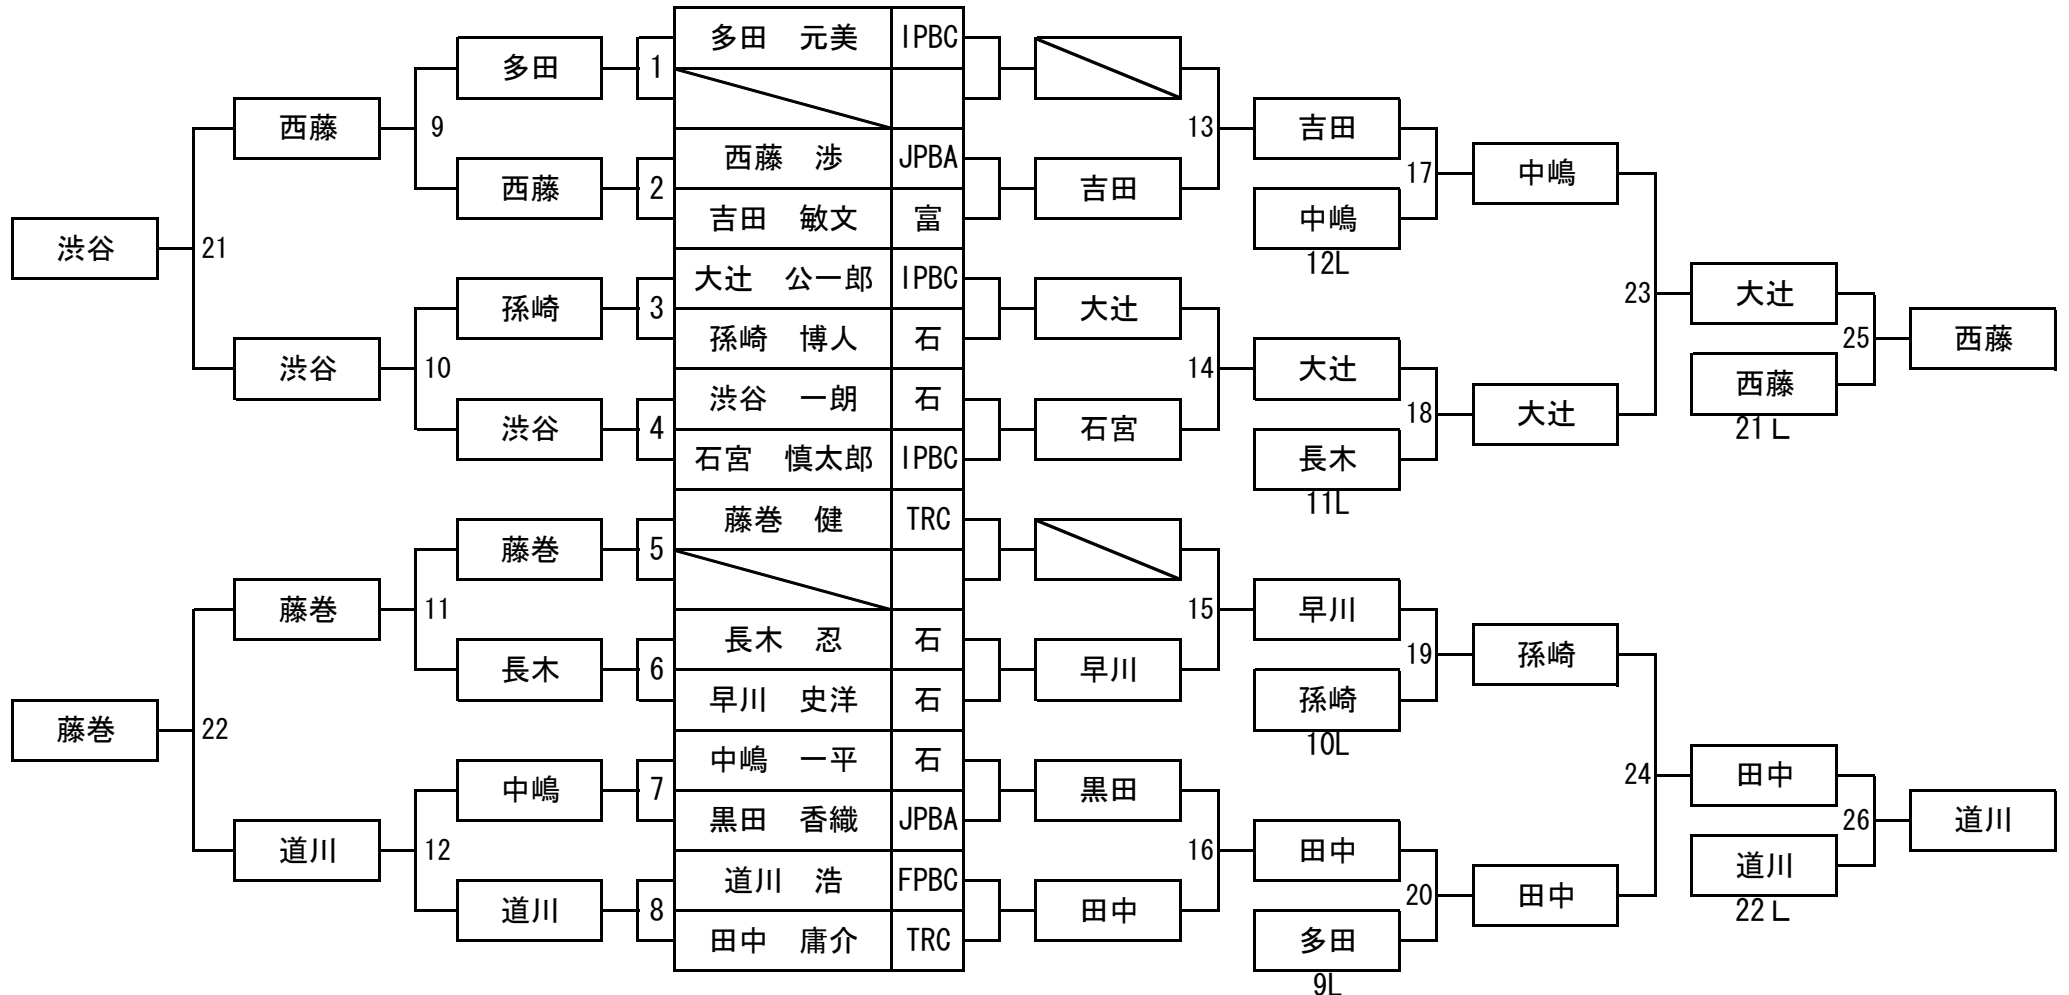 多田　元美 IPBC
多田 1
西藤 9 13 吉田
西藤　渉 JPBA
西藤 2 吉田 17 中嶋
吉田　敏文 富 中嶋
渋谷 21 12L
大辻　公一郎 IPBC
孫崎 3 大辻 23 大辻
孫崎　博人 石 25 西藤
渋谷 10 14 大辻
渋谷　一朗 石 西藤
渋谷 4 石宮 18 大辻 21L
石宮　慎太郎 IPBC 長木
11L
藤巻　健 TRC
藤巻 5
藤巻 11 15 早川
長木　忍 石
長木 6 早川 19 孫崎
早川　史洋 石 孫崎
藤巻 22 10L
中嶋　一平 石
中嶋 7 黒田 24 田中
黒田　香織 JPBA 26 道川
道川 12 16 田中
道川　浩 FPBC 道川
道川 8 田中 20 田中 22L
田中　庸介 TRC 多田
9L